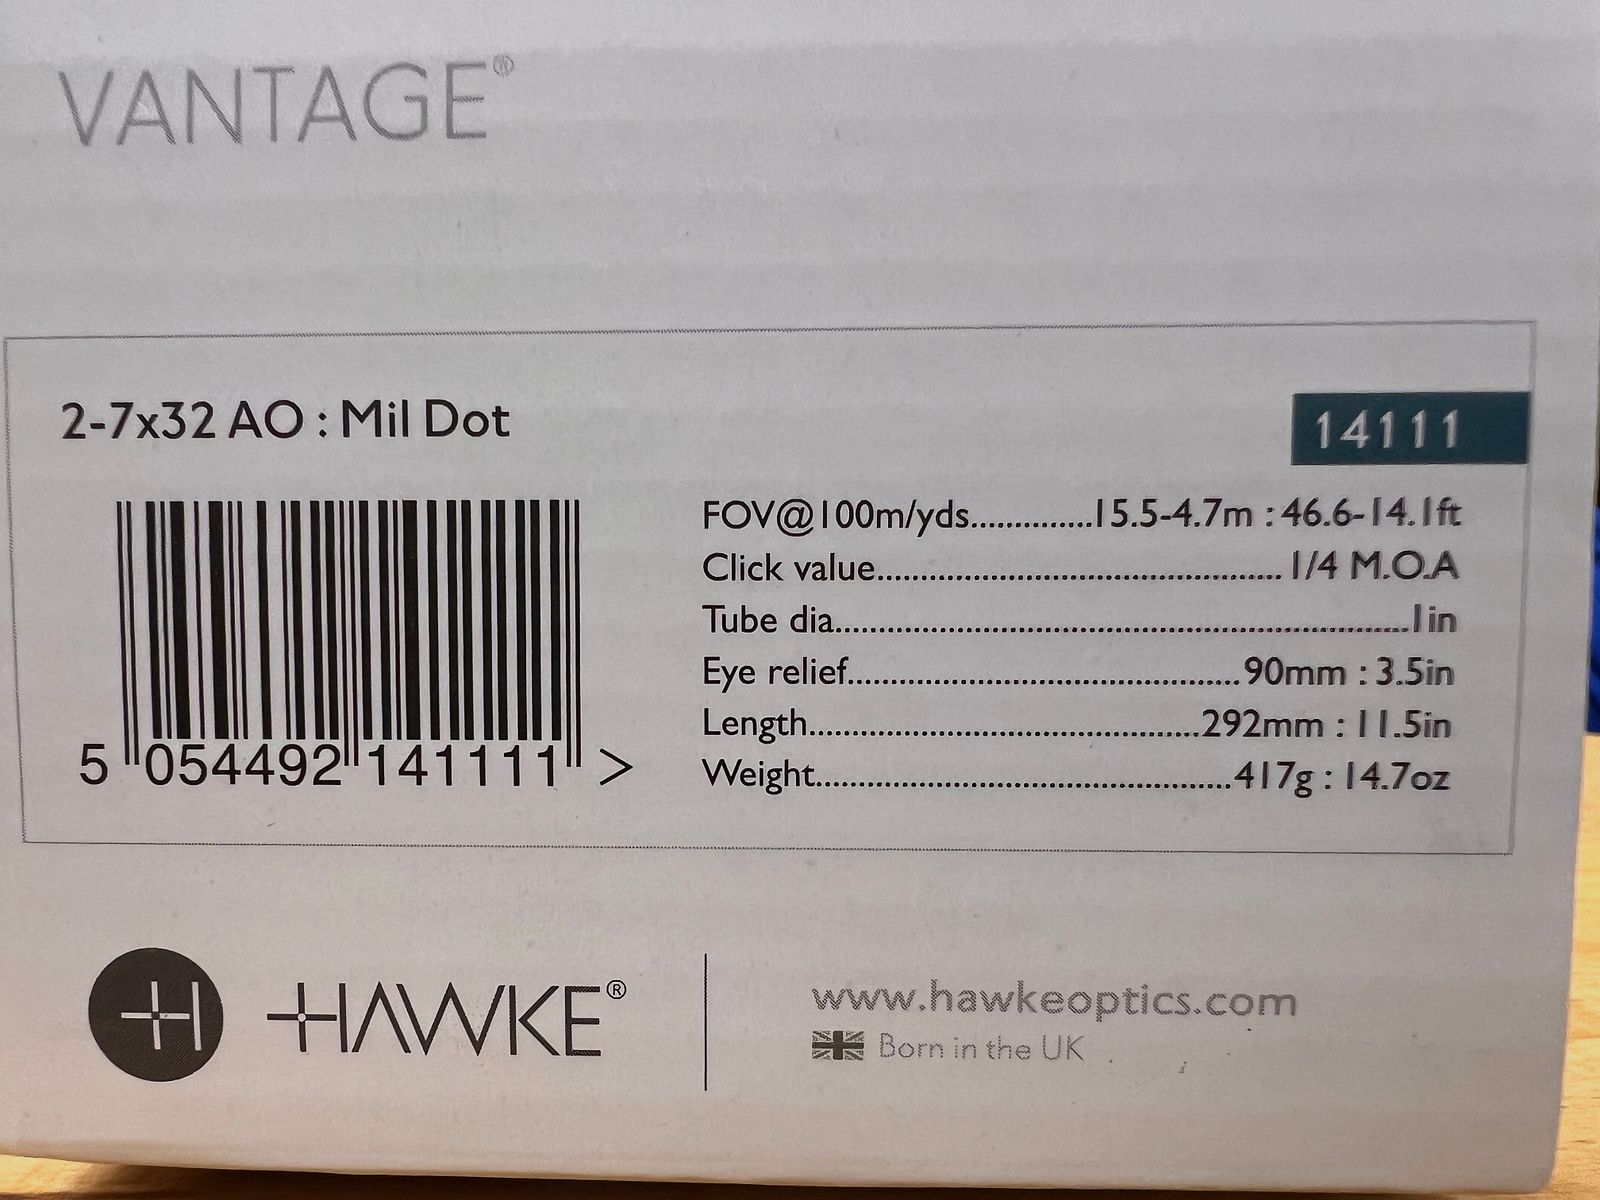 VANTAGE®
2-7x32 AO : Mil Dot
14111
FOV@100m/yds..............15.5-4.7m : 46.6-14.1ft
Click value.............................................. 1/4 M.O.A
Tube dia.................................................................1in
Eye relief.............................................90mm : 3.5in
Length.............................................292mm : 11.5in
Weight...............................................417g : 14.7oz
5 054492 141111 >
H HAWKE®
www.hawkeoptics.com
Born in the UK